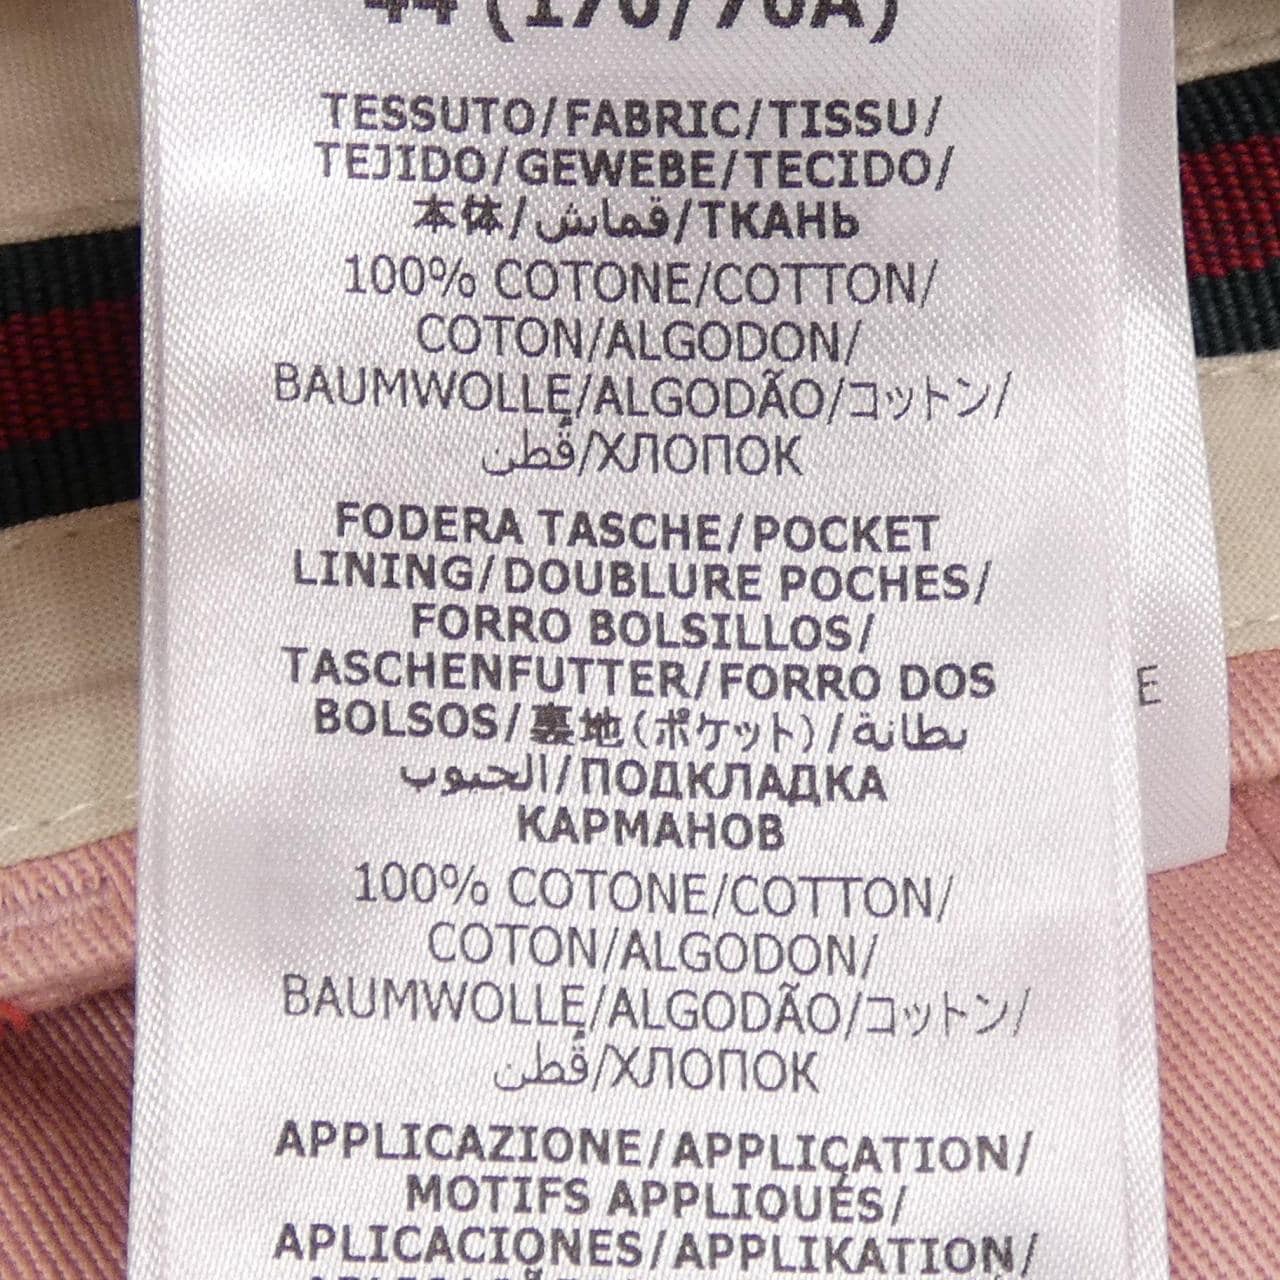 44 (170/76A)
TESSUTO/FABRIC/TISSU/
TEJIDO/GEWEBE/TECIDO/
本体/قماش/ТКАНЬ
100% COTONE/COTTON/
COTON/ALGODON/
BAUMWOLLE/ALGODÃO/コットン/
قطن/ХЛОПОК
FODERA TASCHE/POCKET
LINING/DOUBLURE POCHES/
FORRO BOLSILLOS/
TASCHENFUTTER/FORRO DOS
BOLSOS/裏地(ポケット)/بطانة
الجيوب/ПОДКЛАДКА
КАРМАНОВ
100% COTONE/COTTON/
COTON/ALGODON/
BAUMWOLLE/ALGODÃO/コットン/
قطن/ХЛОПОК
APPLICAZIONE/APPLICATION/
MOTIFS APPLIQUÉS/
APLICACIONES/APPLIKATION/
E